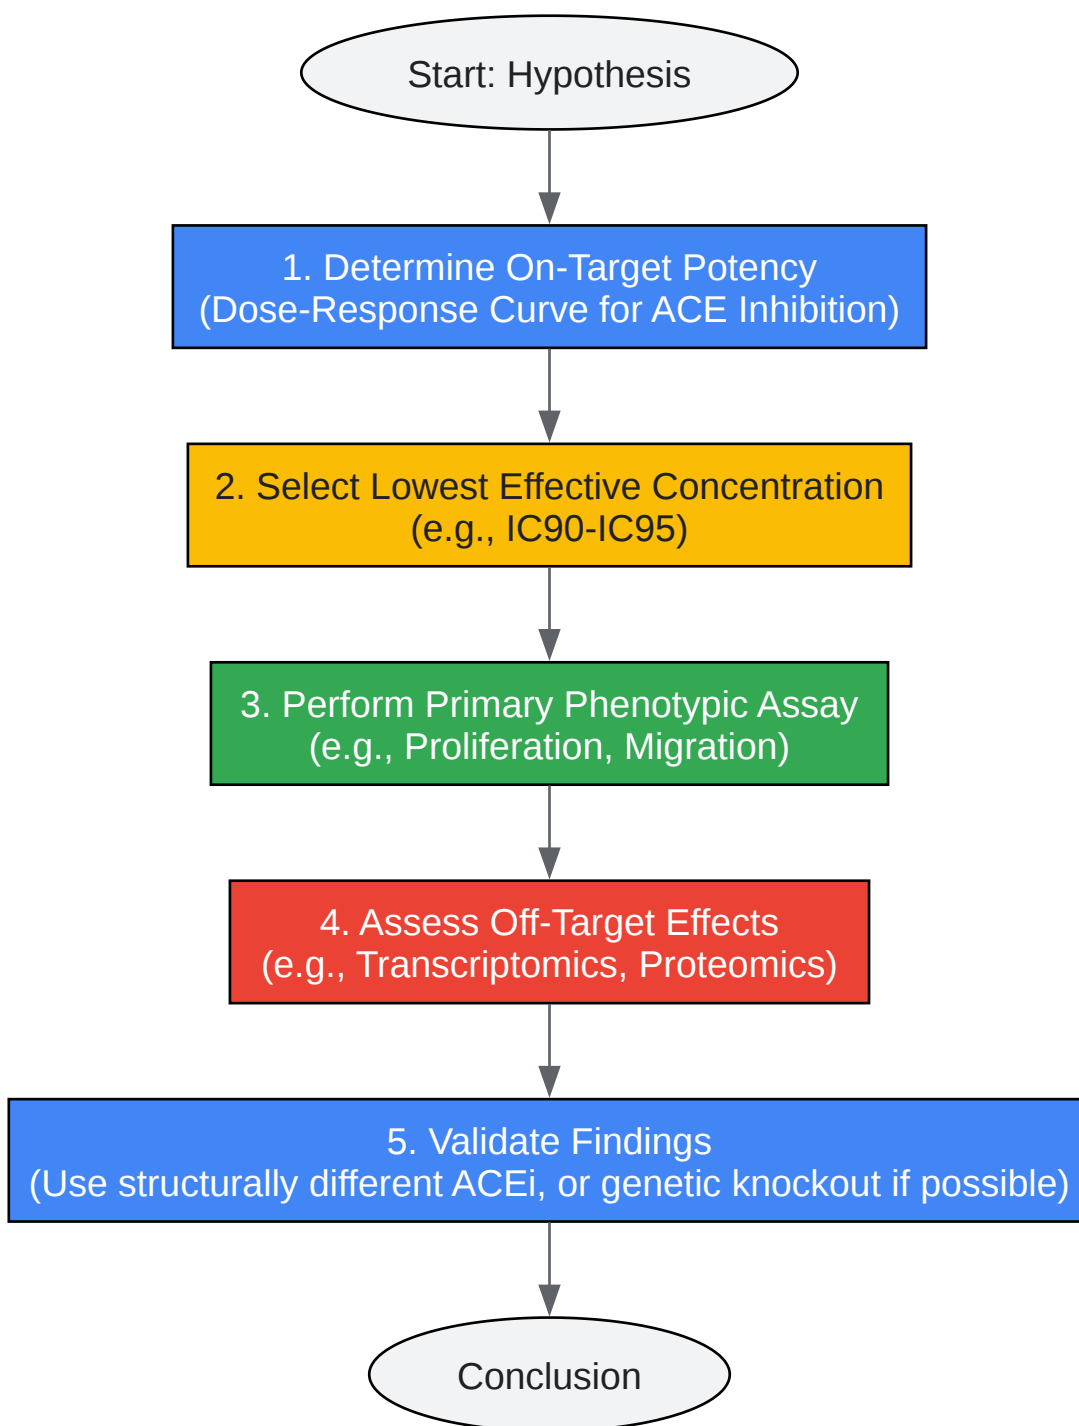 Start: Hypothesis
1. Determine On-Target Potency
(Dose-Response Curve for ACE Inhibition)
2. Select Lowest Effective Concentration
(e.g., IC90-IC95)
3. Perform Primary Phenotypic Assay
(e.g., Proliferation, Migration)
4. Assess Off-Target Effects
(e.g., Transcriptomics, Proteomics)
5. Validate Findings
(Use structurally different ACEi, or genetic knockout if possible)
Conclusion